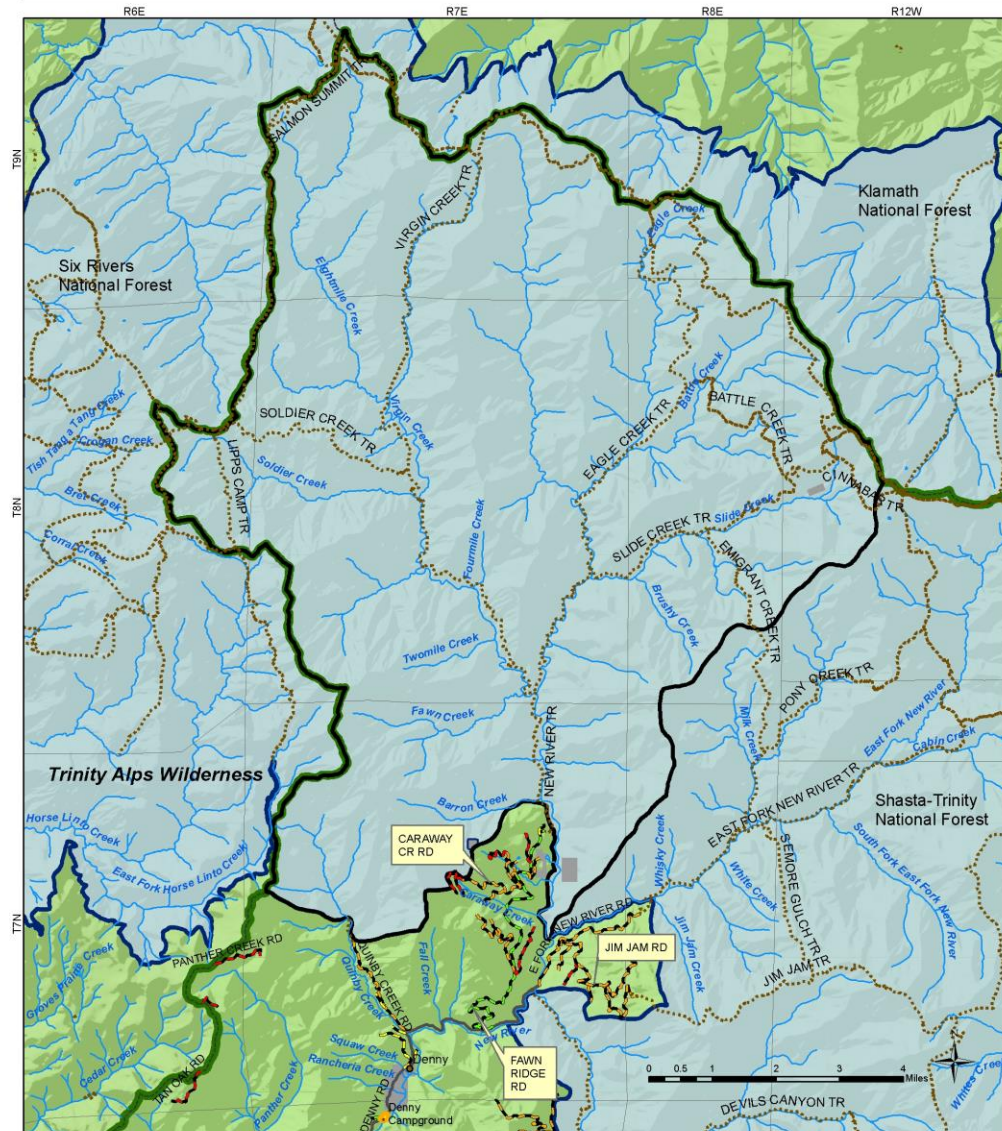 R6E
R7E
R8E
R12W
T9N
SALMON SUMMIT TR
Klamath
National Forest
VIRGIN CREEK TR
Eagle Creek
Six Rivers
National Forest
Eightmile Creek
Battle Creek
BATTLE CREEK TR
Virgin Creek
SOLDIER CREEK TR
Tish Tang a Tang Creek
Crogan Creek
LIPPS CAMP TR
Soldier Creek
EAGLE CREEK TR
CINNABAR TR
Bret Creek
T8N
Slide Creek
SLIDE CREEK TR
Corral Creek
Fourmile Creek
EMIGRANT CREEK TR
Brushy Creek
Twomile Creek
PONY CREEK TR
Fawn Creek
Milk Creek
East Fork New River
Cabin Creek
NEW RIVER TR
Trinity Alps Wilderness
EAST FORK NEW RIVER TR
Barron Creek
Shasta-Trinity
National Forest
Horse Linto Creek
CARAWAY
CR RD
East Fork Horse Linto Creek
Whisky Creek
White Creek
SEMORE GULCH TR
South Fork East Fork New River
Caraway Creek
T7N
E FORK NEW RIVER RD
PANTHER CREEK RD
QUINBY CREEK RD
Quinby Creek
Fall Creek
JIM JAM RD
Jim Jam Creek
JIM JAM TR
Groves Prairie Creek
New River
Squaw Creek
Rancheria Creek
Denny
FAWN
RIDGE
RD
Cedar Creek
TAN OAK RD
Panther Creek
DENNY RD
Denny
Campground
N
0 0.5 1 2 3 4
Miles
Whites Creek
DEVILS CANYON TR